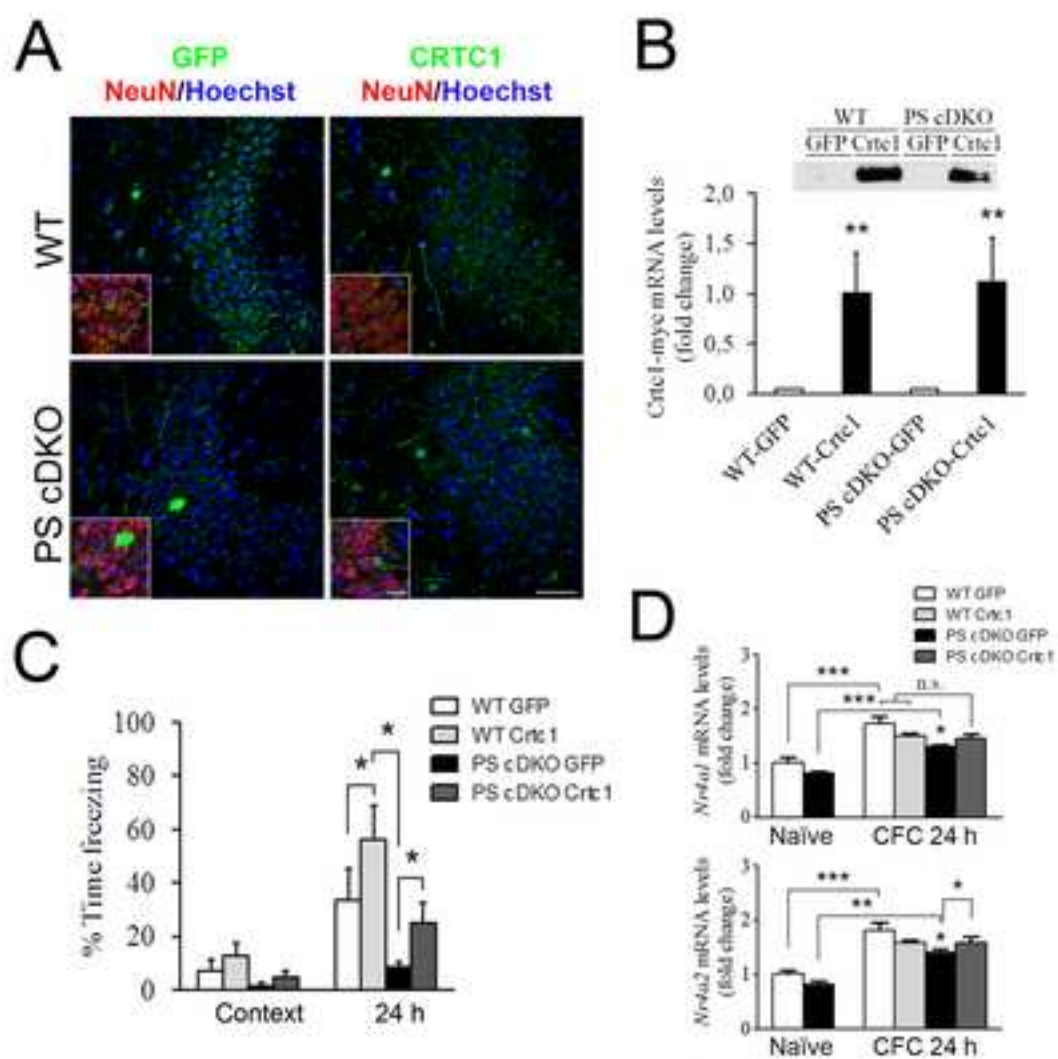 A
GFP
NeuN/Hoechst
CRTC1
NeuN/Hoechst
WT
PS cDKO
B
WT PS cDKO
GFP Crtc1 GFP Crtc1
Crtc1-myc mRNA levels
(fold change)
2,0
1,5
1,0
0,5
0,0
** **
WT-GFP
WT-Crtc1
PS cDKO-GFP
PS cDKO-Crtc1
C
% Time freezing
100
80
60
40
20
0
WT GFP
WT Crtc1
PS cDKO GFP
PS cDKO Crtc1
*
*
*
Context 24 h
D
WT GFP
WT Crtc1
PS cDKO GFP
PS cDKO Crtc1
Nr4a1 mRNA levels
(fold change)
3
2
1
0
*** n.s.
***
*
Naïve CFC 24 h
Nr4a2 mRNA levels
(fold change)
3
2
1
0
*** *
**
*
Naïve CFC 24 h